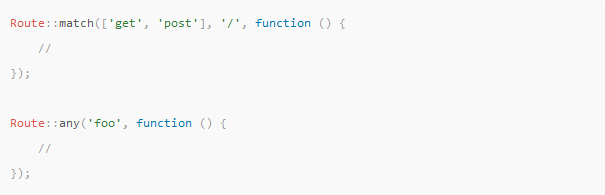 Route::match(['get', 'post'], '/', function () {
//
});
Route::any('foo', function () {
//
});